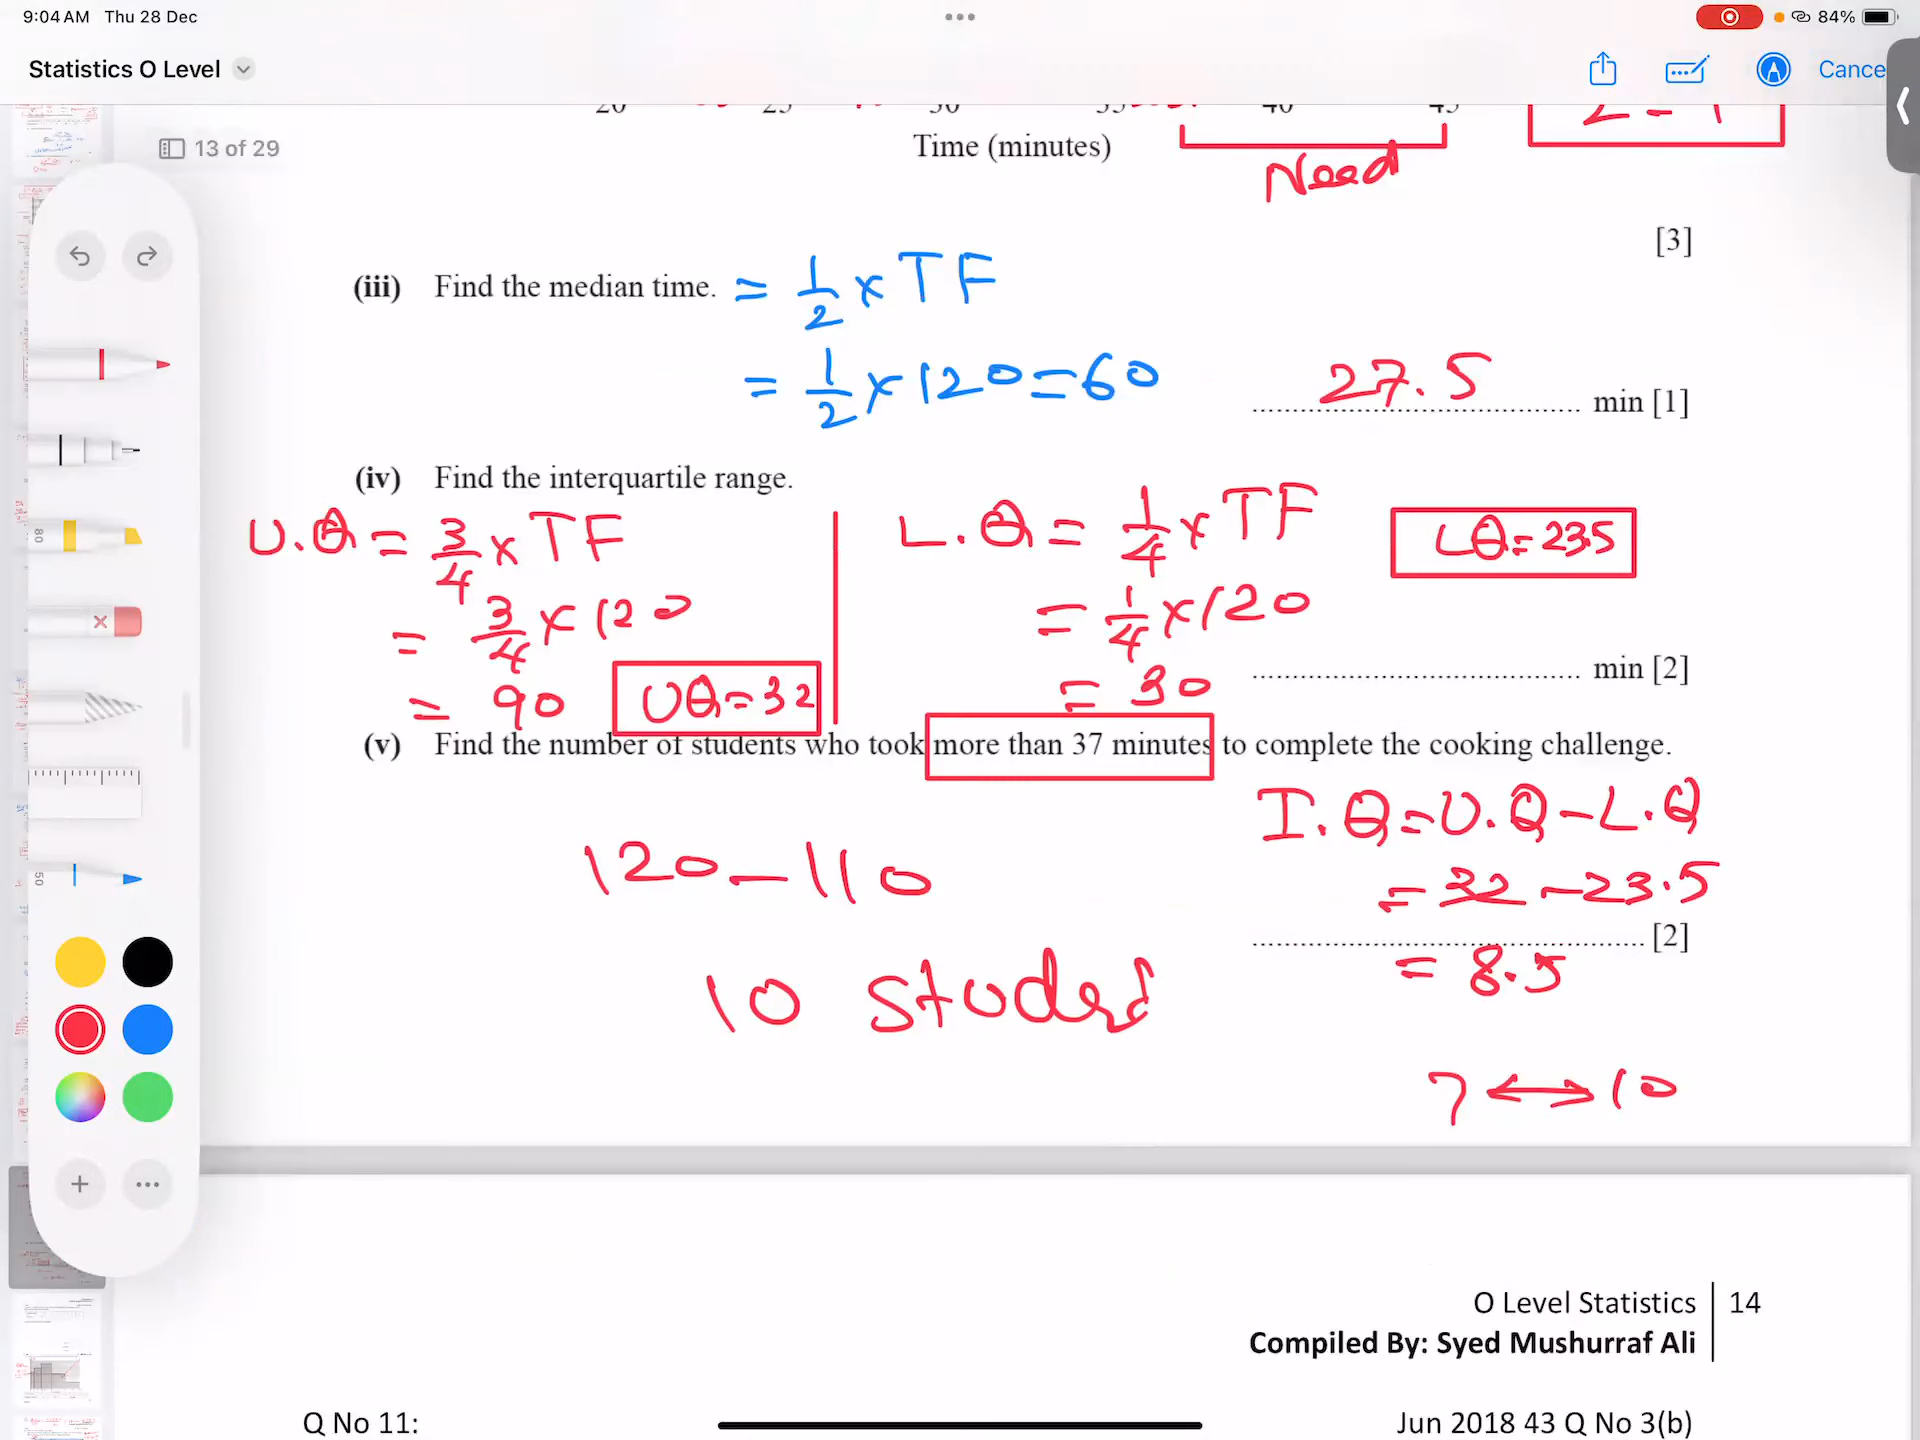 9:04 AM Thu 28 Dec
84%
Statistics O Level
Cance
13 of 29
Time (minutes)
Need
[3]
(iii) Find the median time. = 1/2 × TF
= 1/2 × 120 = 60
27.5
min [1]
(iv) Find the interquartile range.
U.Q = 3/4 × TF
= 3/4 × 120
= 90
UQ = 32
L.Q = 1/4 × TF
= 1/4 × 120
= 30
LQ = 23.5
min [2]
(v) Find the number of students who took more than 37 minutes to complete the cooking challenge.
120 - 110
10 student
I.Q = U.Q - L.Q
= 32 - 23.5
[2]
= 8.5
7 ↔ 10
80
50
O Level Statistics | 14
Compiled By: Syed Mushurraf Ali
Q No 11:
Jun 2018 43 Q No 3(b)